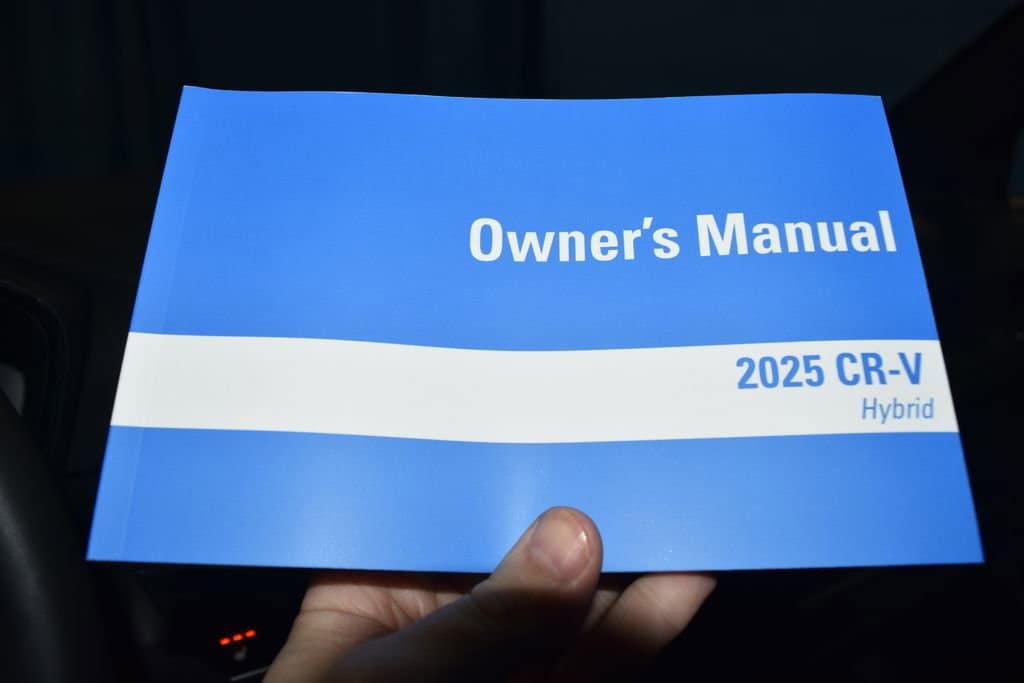 Owner's Manual
2025 CR-V
Hybrid